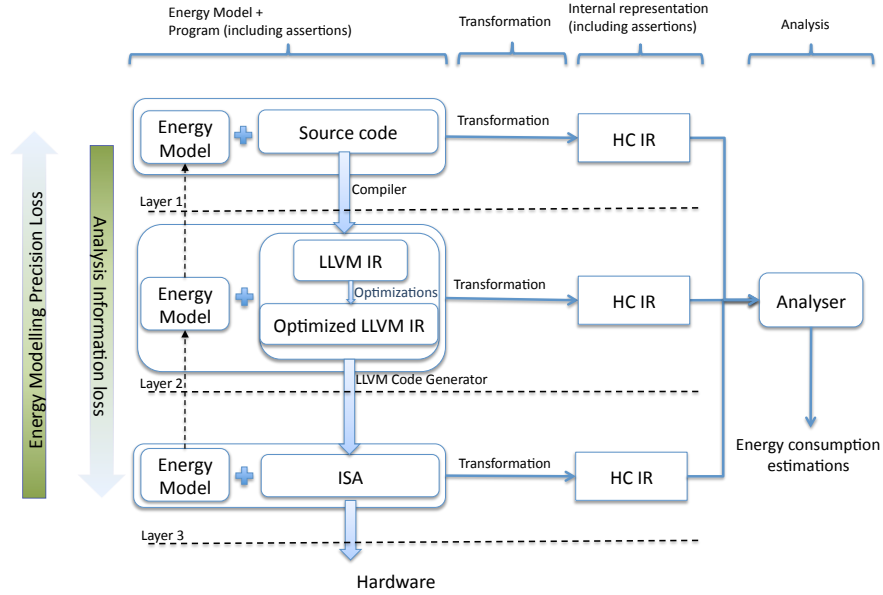 Energy Model +
Program (including assertions)
Transformation
Internal representation
(including assertions)
Analysis
Energy Modelling Precision Loss
Analysis Information loss
Energy
Model
Source code
Transformation
HC IR
Compiler
Layer 1
LLVM IR
Optimizations
Optimized LLVM IR
Energy
Model
Transformation
HC IR
Analyser
LLVM Code Generator
Layer 2
Energy consumption
estimations
Energy
Model
ISA
Transformation
HC IR
Layer 3
Hardware